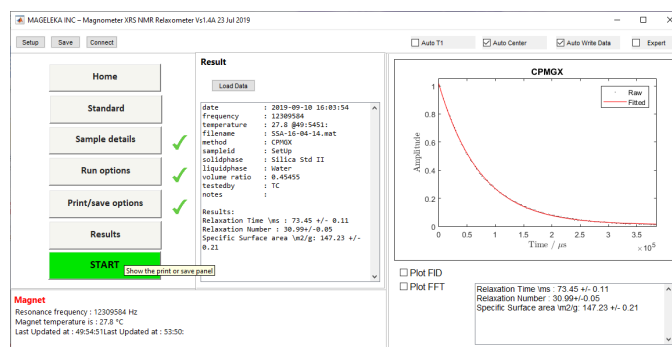 MAGELEKA INC – Magnometer XRS NMR Relaxometer Vs1.4A 23 Jul 2019
Setup Save Connect
Auto T1 Auto Center Auto Write Data Expert
Home
Standard
Sample details
Run options
Print/save options
Results
START
Show the print or save panel
Result
Load Data
date : 2019-09-10 16:03:54
frequency : 12309584
temperature : 27.8 @49:5451:
filename : SSA-16-04-14.mat
method : CPMGX
sampleid : SetUp
solidphase : Silica Std II
liquidphase : Water
volume ratio : 0.45455
testedby : TC
notes :
Results:
Relaxation Time \ms : 73.45 +/- 0.11
Relaxation Number : 30.99+/-0.05
Specific Surface area \m2/g: 147.23 +/-
0.21
CPMGX
Raw
Fitted
Amplitude
1
0.8
0.6
0.4
0.2
0
0 0.5 1 1.5 2 2.5 3 3.5
Time / μs
×10⁵
Plot FID
Plot FFT
Relaxation Time \ms : 73.45 +/- 0.11
Relaxation Number : 30.99+/-0.05
Specific Surface area \m2/g: 147.23 +/- 0.21
Magnet
Resonance frequency : 12309584 Hz
Magnet temperature is : 27.8 °C
Last Updated at : 49:54:51Last Updated at : 53:50: